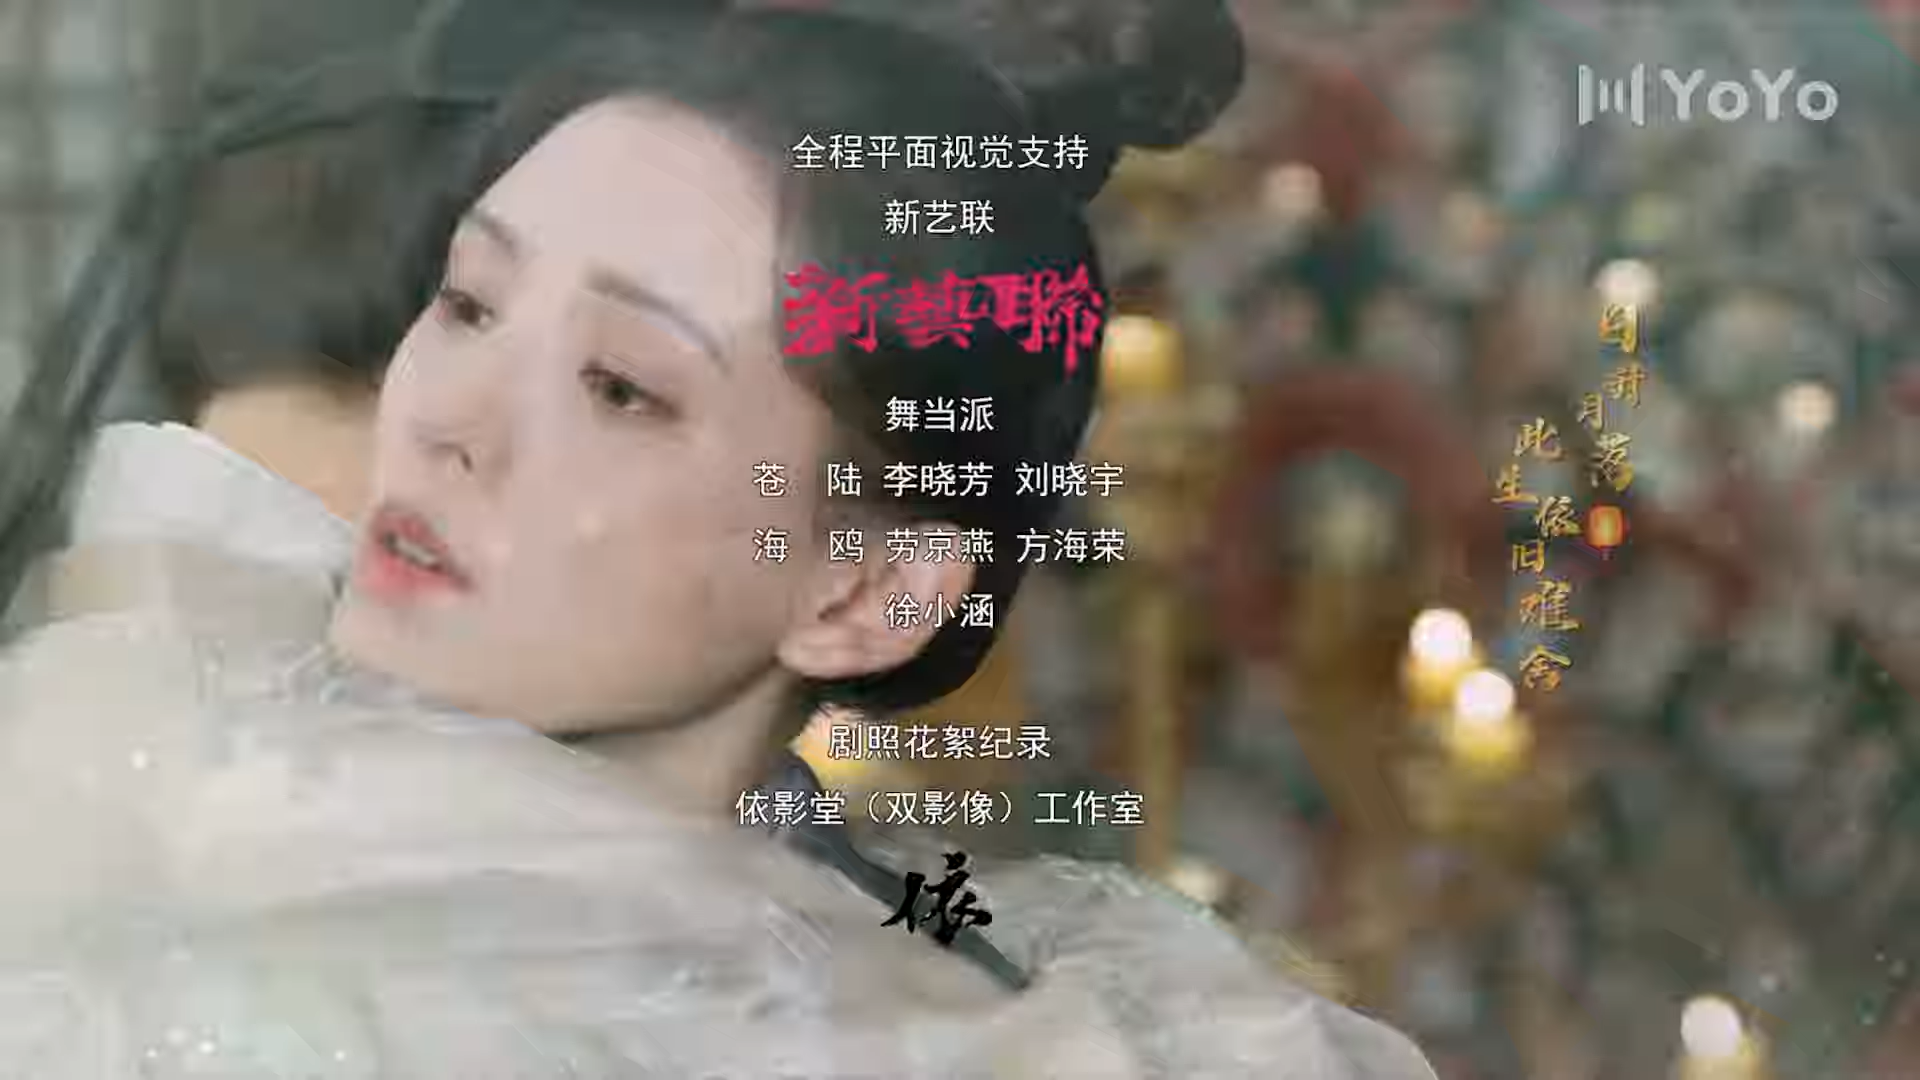 YoYo
全程平面视觉支持
新艺联
新藝聯
舞当派
苍 陆 李晓芳 刘晓宇
海 鸥 劳京燕 方海荣
徐小涵
剧照花絮纪录
依影堂（双影像）工作室
依
此生依旧难舍